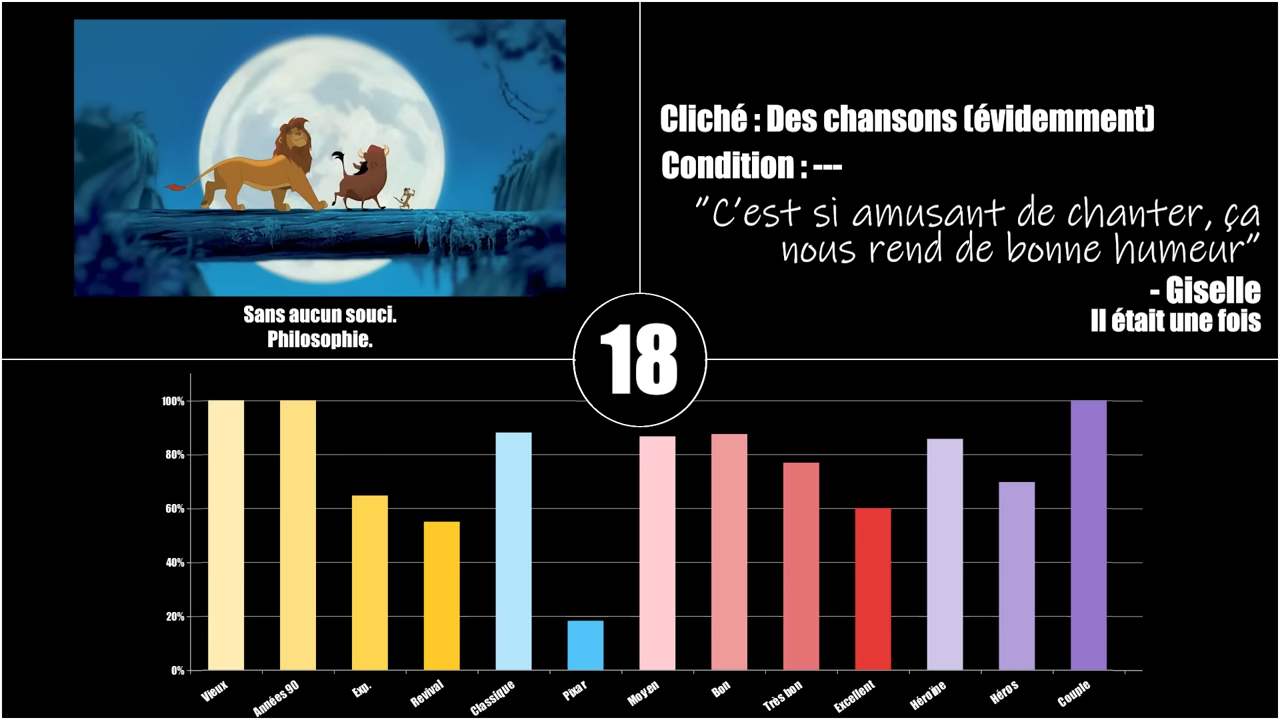 Cliché : Des chansons (évidemment)
Condition : ---
"C'est si amusant de chanter, ça
nous rend de bonne humeur"
- Giselle
Il était une fois
Sans aucun souci.
Philosophie.
18
100%
80%
60%
40%
20%
0%
Vieux
Années 90
Exp.
Revival
Classique
Pixar
Moyen
Bon
Très bon
Excellent
Héroïne
Héros
Couple